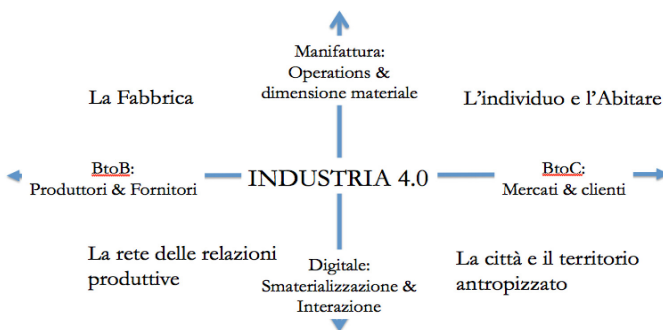 Manifattura:
Operations &
dimensione materiale
La Fabbrica
L'individuo e l'Abitare
BtoB:
Produttori & Fornitori
INDUSTRIA 4.0
BtoC:
Mercati & clienti
La rete delle relazioni
produttive
Digitale:
Smaterializzazione &
Interazione
La città e il territorio
antropizzato